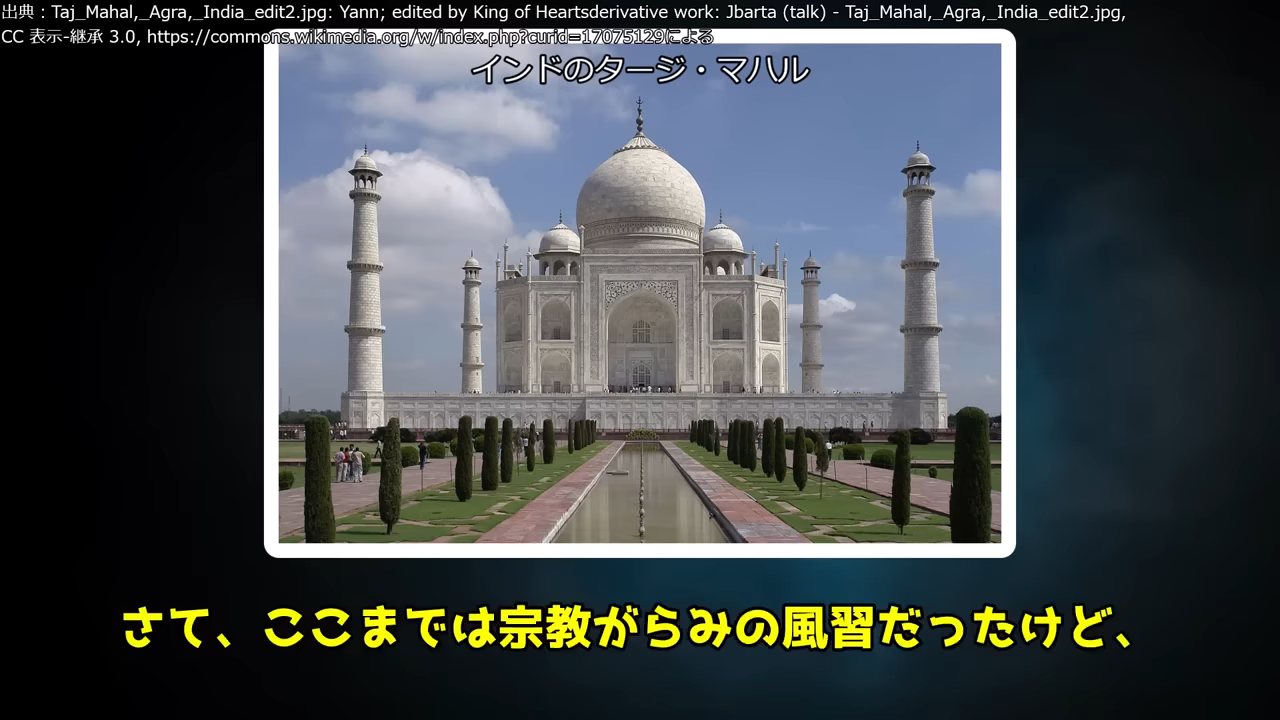 出典：Taj_Mahal,_Agra,_India_edit2.jpg: Yann; edited by King of Heartsderivative work: Jbarta (talk) - Taj_Mahal,_Agra,_India_edit2.jpg,
CC 表示-継承 3.0, https://commons.wikimedia.org/w/index.php?curid=17075129による
インドのタージ・マハル
さて、ここまでは宗教がらみの風習だったけど、